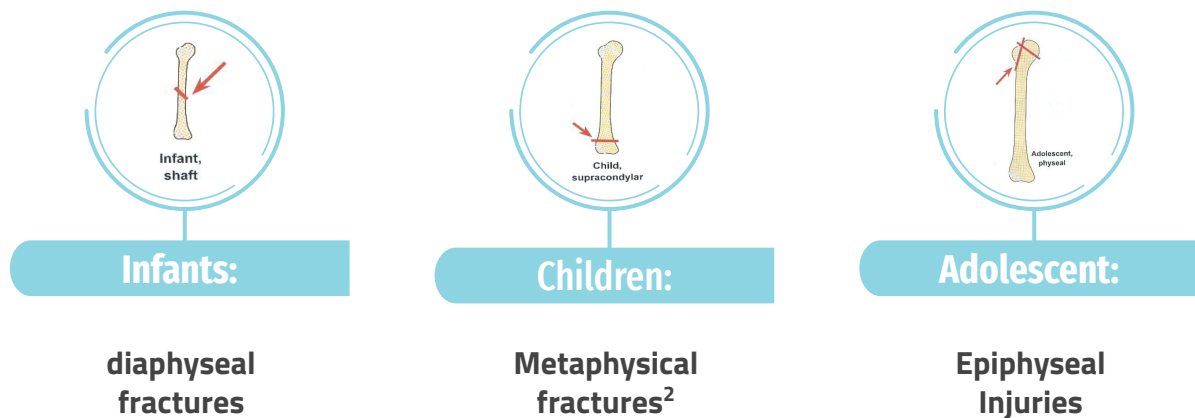 Infant,
shaft
Infants:
diaphyseal
fractures
Child,
supracondylar
Children:
Metaphysical
fractures²
Adolescent,
physeal
Adolescent:
Epiphyseal
Injuries